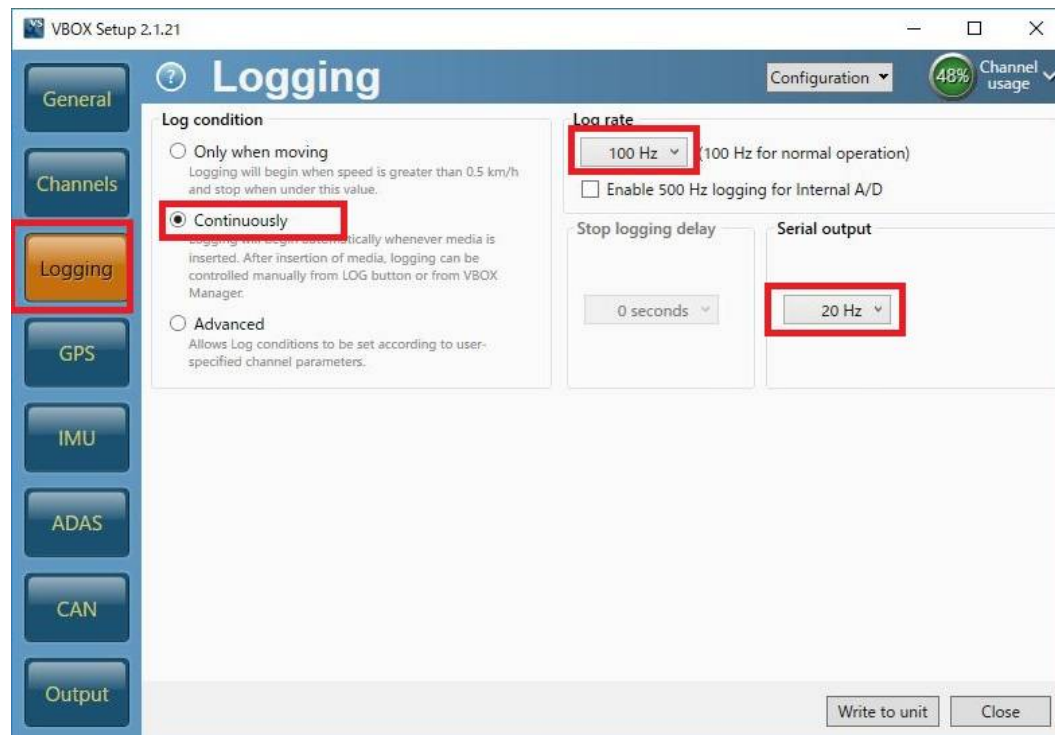 VBOX Setup 2.1.21
Logging
Configuration
48%
Channel
usage
General
Channels
Logging
GPS
IMU
ADAS
CAN
Output
Log condition
Only when moving
Logging will begin when speed is greater than 0.5 km/h
and stop when under this value.
Continuously
Logging will begin automatically whenever media is
inserted. After insertion of media, logging can be
controlled manually from LOG button or from VBOX
Manager.
Advanced
Allows Log conditions to be set according to user-
specified channel parameters.
Log rate
100 Hz
(100 Hz for normal operation)
Enable 500 Hz logging for Internal A/D
Stop logging delay
0 seconds
Serial output
20 Hz
Write to unit
Close